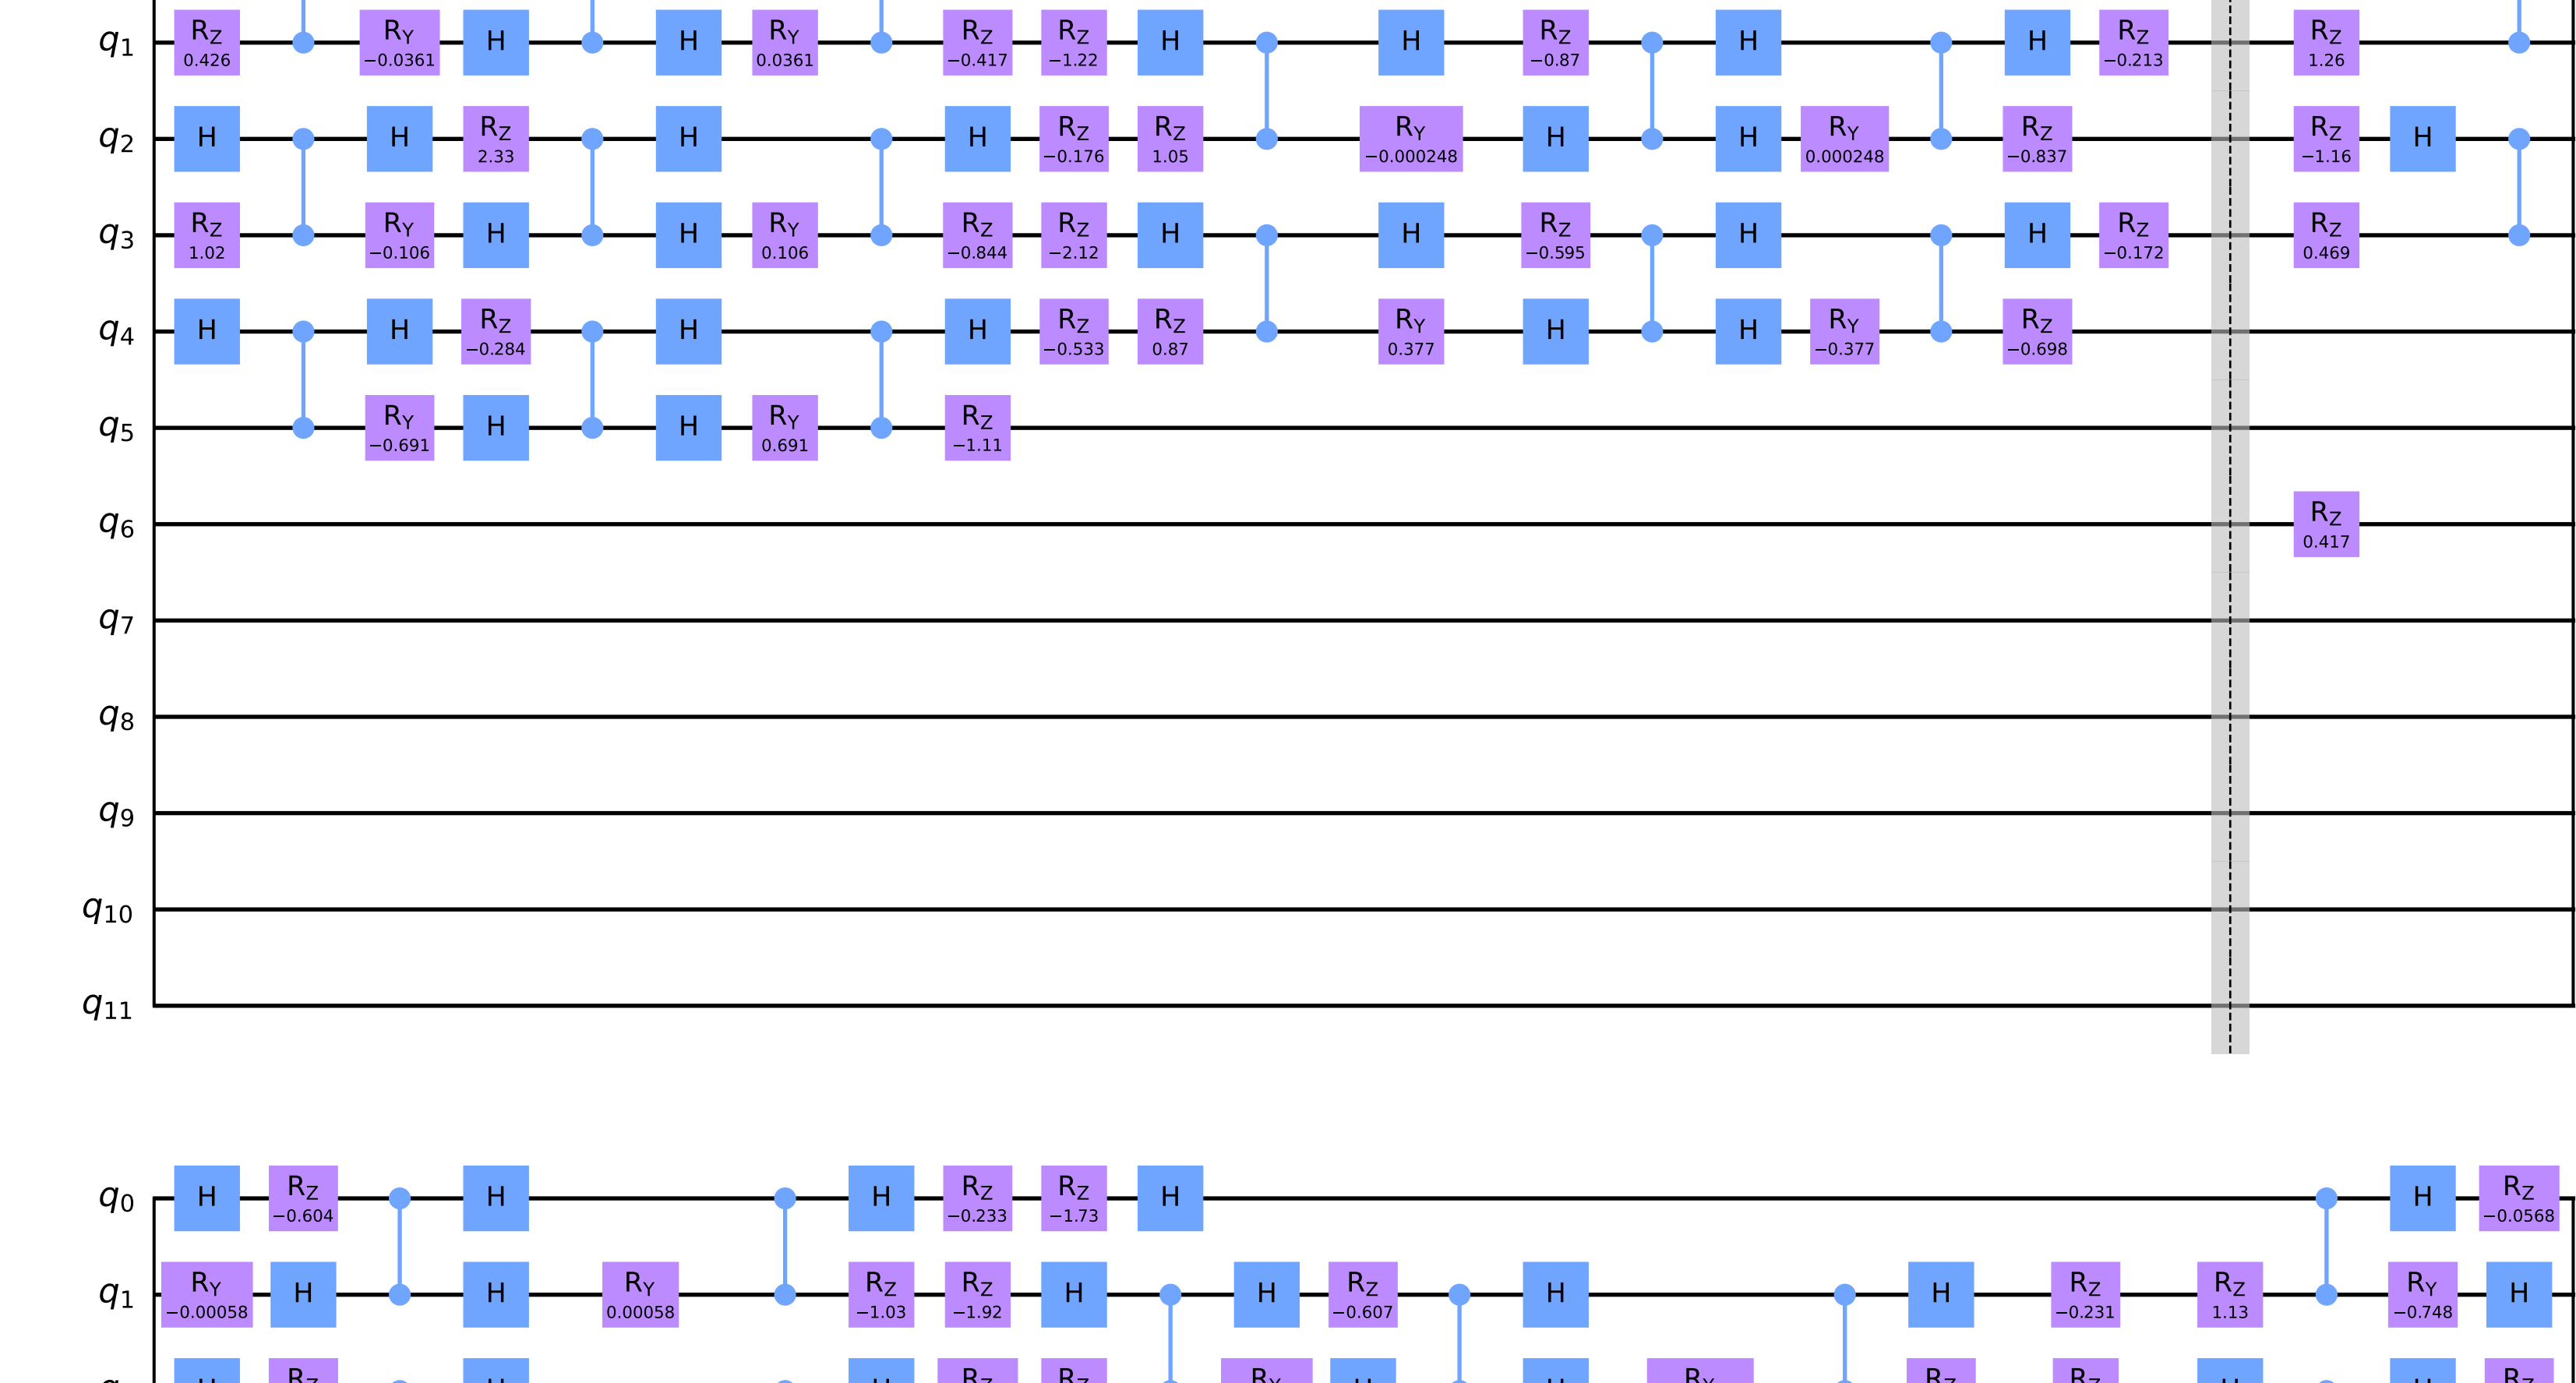 q1 RZ 0.426 RY −0.0361 H H RY 0.0361 RZ −0.417 RZ −1.22 H H RZ −0.87 H H RZ −0.213 RZ 1.26
q2 H H RZ 2.33 H H RZ −0.176 RZ 1.05 RY −0.000248 H H RY 0.000248 RZ −0.837 RZ −1.16 H
q3 RZ 1.02 RY −0.106 H H RY 0.106 RZ −0.844 RZ −2.12 H H RZ −0.595 H H RZ −0.172 RZ 0.469
q4 H H RZ −0.284 H H RZ −0.533 RZ 0.87 RY 0.377 H H RY −0.377 RZ −0.698
q5 RY −0.691 H H RY 0.691 RZ −1.11
q6 RZ 0.417
q7
q8
q9
q10
q11
q0 H RZ −0.604 H H RZ −0.233 RZ −1.73 H H RZ −0.0568
q1 RY −0.00058 H H RY 0.00058 RZ −1.03 RZ −1.92 H H RZ −0.607 H H RZ −0.231 RZ 1.13 RY −0.748 H